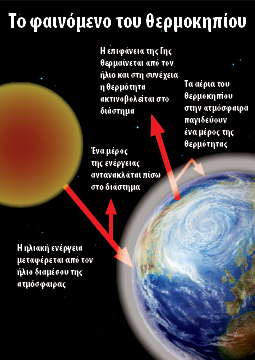 Το φαινόμενο του θερμοκηπίου
Η επιφάνεια της Γης
θερμαίνεται από τον
ήλιο και στη συνέχεια
η θερμότητα
ακτινοβολείται στο
διάστημα
Τα αέρια του
θερμοκηπίου
στην ατμόσφαιρα
παγιδεύουν
ένα μέρος της
θερμότητας
Ένα μέρος
της ενέργειας
αντανακλάται πίσω
στο διάστημα
Η ηλιακή ενέργεια
μεταφέρεται από τον
ήλιο διαμέσου της
ατμόσφαιρας